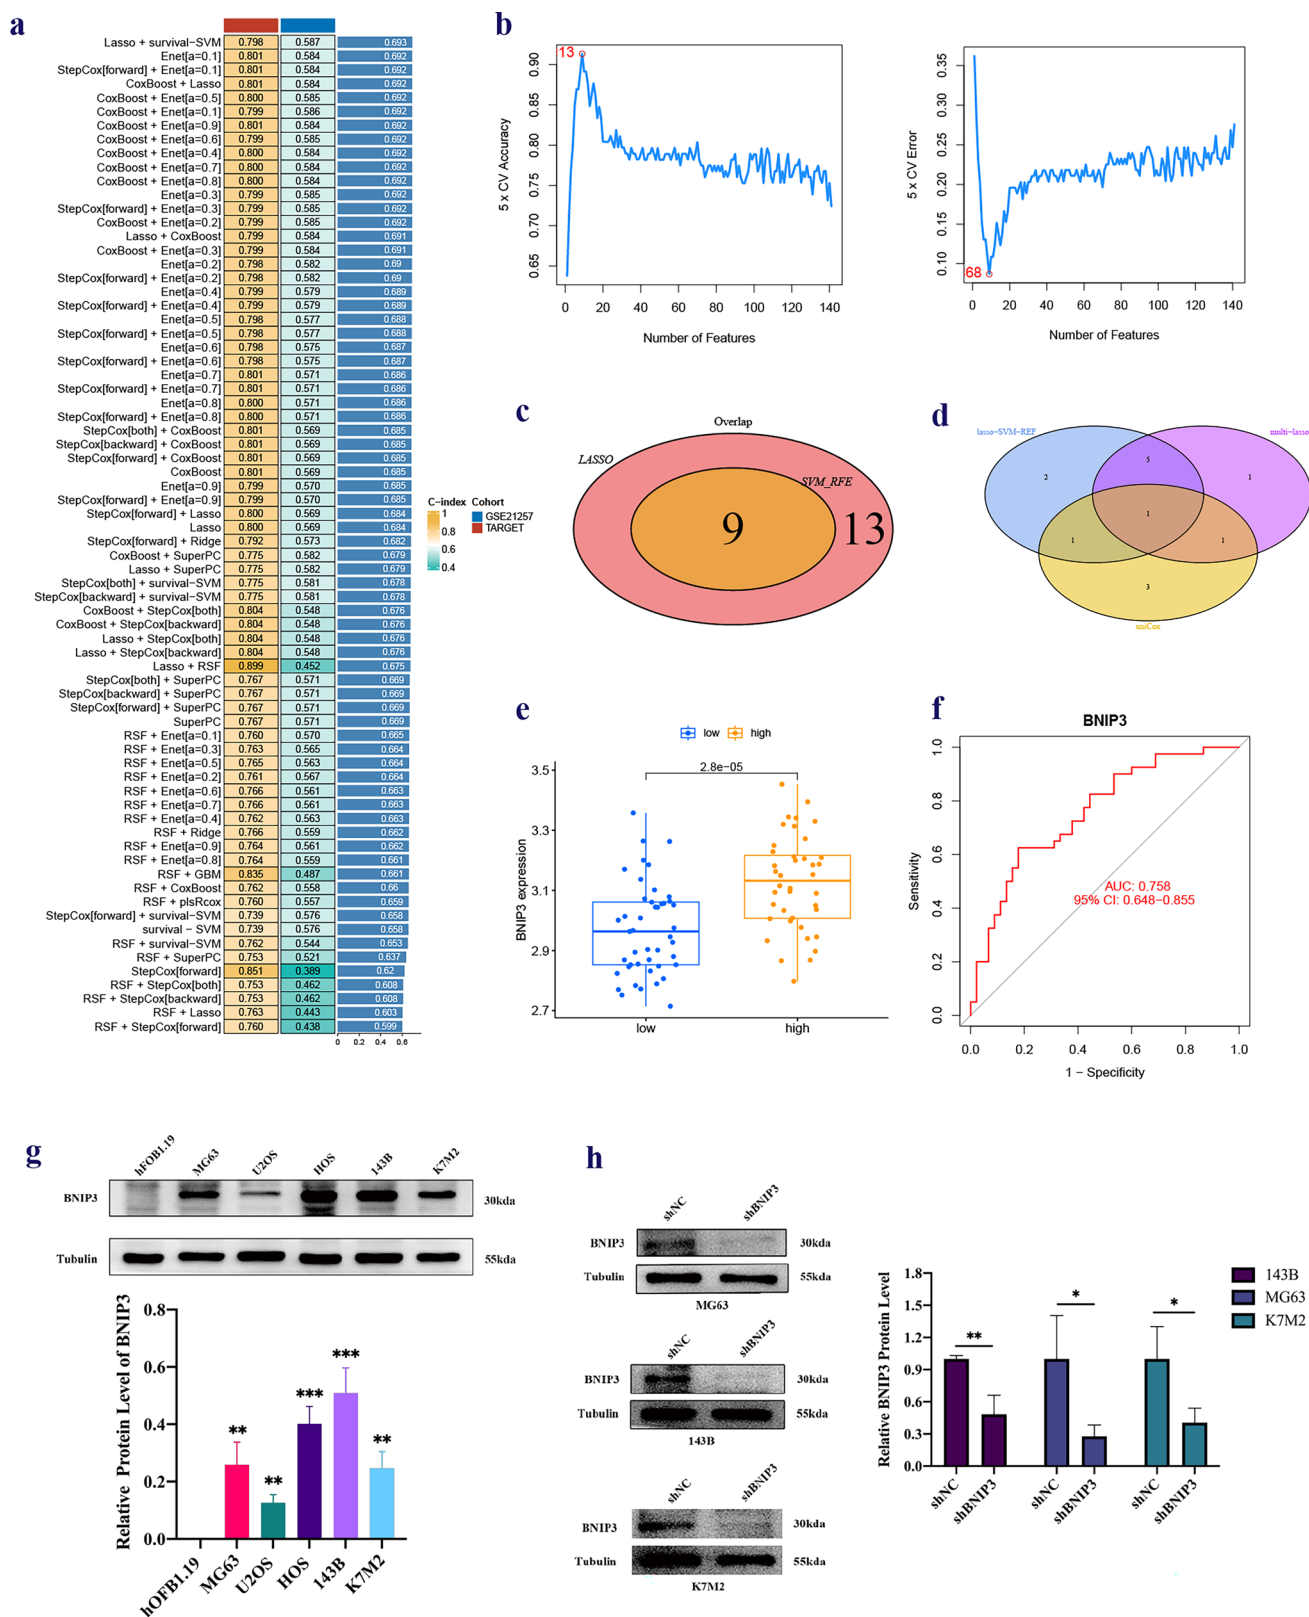 a
Lasso + survival−SVM 0.798 0.587 0.693
Enet[a=0.1] 0.801 0.584 0.692
StepCox[forward] + Enet[a=0.1] 0.801 0.584 0.692
CoxBoost + Lasso 0.801 0.584 0.692
CoxBoost + Enet[a=0.5] 0.800 0.585 0.692
CoxBoost + Enet[a=0.1] 0.799 0.586 0.692
CoxBoost + Enet[a=0.9] 0.801 0.584 0.692
CoxBoost + Enet[a=0.6] 0.799 0.585 0.692
CoxBoost + Enet[a=0.4] 0.800 0.584 0.692
CoxBoost + Enet[a=0.7] 0.800 0.584 0.692
CoxBoost + Enet[a=0.8] 0.800 0.584 0.692
Enet[a=0.3] 0.799 0.585 0.692
StepCox[forward] + Enet[a=0.3] 0.799 0.585 0.692
CoxBoost + Enet[a=0.2] 0.799 0.585 0.692
Lasso + CoxBoost 0.799 0.584 0.691
CoxBoost + Enet[a=0.3] 0.799 0.584 0.691
Enet[a=0.2] 0.798 0.582 0.69
StepCox[forward] + Enet[a=0.2] 0.798 0.582 0.69
Enet[a=0.4] 0.799 0.579 0.689
StepCox[forward] + Enet[a=0.4] 0.799 0.579 0.689
Enet[a=0.5] 0.798 0.577 0.688
StepCox[forward] + Enet[a=0.5] 0.798 0.577 0.688
Enet[a=0.6] 0.798 0.575 0.687
StepCox[forward] + Enet[a=0.6] 0.798 0.575 0.687
Enet[a=0.7] 0.801 0.571 0.686
StepCox[forward] + Enet[a=0.7] 0.801 0.571 0.686
Enet[a=0.8] 0.800 0.571 0.686
StepCox[forward] + Enet[a=0.8] 0.800 0.571 0.686
StepCox[both] + CoxBoost 0.801 0.569 0.685
StepCox[backward] + CoxBoost 0.801 0.569 0.685
StepCox[forward] + CoxBoost 0.801 0.569 0.685
CoxBoost 0.801 0.569 0.685
Enet[a=0.9] 0.799 0.570 0.685
StepCox[forward] + Enet[a=0.9] 0.799 0.570 0.685
StepCox[forward] + Lasso 0.800 0.569 0.684
Lasso 0.800 0.569 0.684
StepCox[forward] + Ridge 0.792 0.573 0.682
CoxBoost + SuperPC 0.775 0.582 0.679
Lasso + SuperPC 0.775 0.582 0.679
StepCox[both] + survival−SVM 0.775 0.581 0.678
StepCox[backward] + survival−SVM 0.775 0.581 0.678
CoxBoost + StepCox[both] 0.804 0.548 0.676
CoxBoost + StepCox[backward] 0.804 0.548 0.676
Lasso + StepCox[both] 0.804 0.548 0.676
Lasso + StepCox[backward] 0.804 0.548 0.676
Lasso + RSF 0.899 0.452 0.675
StepCox[both] + SuperPC 0.767 0.571 0.669
StepCox[backward] + SuperPC 0.767 0.571 0.669
StepCox[forward] + SuperPC 0.767 0.571 0.669
SuperPC 0.767 0.571 0.669
RSF + Enet[a=0.1] 0.760 0.570 0.665
RSF + Enet[a=0.3] 0.763 0.565 0.664
RSF + Enet[a=0.5] 0.765 0.563 0.664
RSF + Enet[a=0.2] 0.761 0.567 0.664
RSF + Enet[a=0.6] 0.766 0.561 0.663
RSF + Enet[a=0.7] 0.766 0.561 0.663
RSF + Enet[a=0.4] 0.762 0.563 0.663
RSF + Ridge 0.766 0.559 0.662
RSF + Enet[a=0.9] 0.764 0.561 0.662
RSF + Enet[a=0.8] 0.764 0.559 0.661
RSF + GBM 0.835 0.487 0.661
RSF + CoxBoost 0.762 0.558 0.66
RSF + plsRcox 0.760 0.557 0.659
StepCox[forward] + survival−SVM 0.739 0.576 0.658
survival − SVM 0.739 0.576 0.658
RSF + survival−SVM 0.762 0.544 0.653
RSF + SuperPC 0.753 0.521 0.637
StepCox[forward] 0.851 0.389 0.62
RSF + StepCox[both] 0.753 0.462 0.608
RSF + StepCox[backward] 0.753 0.462 0.608
RSF + Lasso 0.763 0.443 0.603
RSF + StepCox[forward] 0.760 0.438 0.599
0 0.2 0.4 0.6
C−index Cohort
1
0.8
0.6
0.4
GSE21257
TARGET
b
5 x CV Accuracy
0.90
0.85
0.80
0.75
0.70
0.65
13
0 20 40 60 80 100 120 140
Number of Features
5 x CV Error
0.35
0.30
0.25
0.20
0.15
0.10
68
0 20 40 60 80 100 120 140
Number of Features
c
Overlap
LASSO
SVM_RFE
9
13
d
lasso−SVM−REF
multi−lasso
2
5
1
1
1
1
3
uniCox
e
low high
BNIP3 expression
3.5
3.3
3.1
2.9
2.7
2.8e−05
low high
f
BNIP3
Sensitivity
1.0
0.8
0.6
0.4
0.2
0.0
AUC: 0.758
95% CI: 0.648−0.855
0.0 0.2 0.4 0.6 0.8 1.0
1 − Specificity
g
hFOB1.19 MG63 U2OS HOS 143B K7M2
BNIP3 30kda
Tubulin 55kda
Relative Protein Level of BNIP3
0.8
0.6
0.4
0.2
0.0
** ** *** *** **
hOFB1.19 MG63 U2OS HOS 143B K7M2
h
shNC shBNIP3
BNIP3 30kda
Tubulin 55kda
MG63
shNC shBNIP3
BNIP3 30kda
Tubulin 55kda
143B
shNC shBNIP3
BNIP3 30kda
Tubulin 55kda
K7M2
Relative BNIP3 Protein Level
1.8
1.5
1.2
0.9
0.6
0.3
0.0
** * *
shNC shBNIP3 shNC shBNIP3 shNC shBNIP3
143B
MG63
K7M2